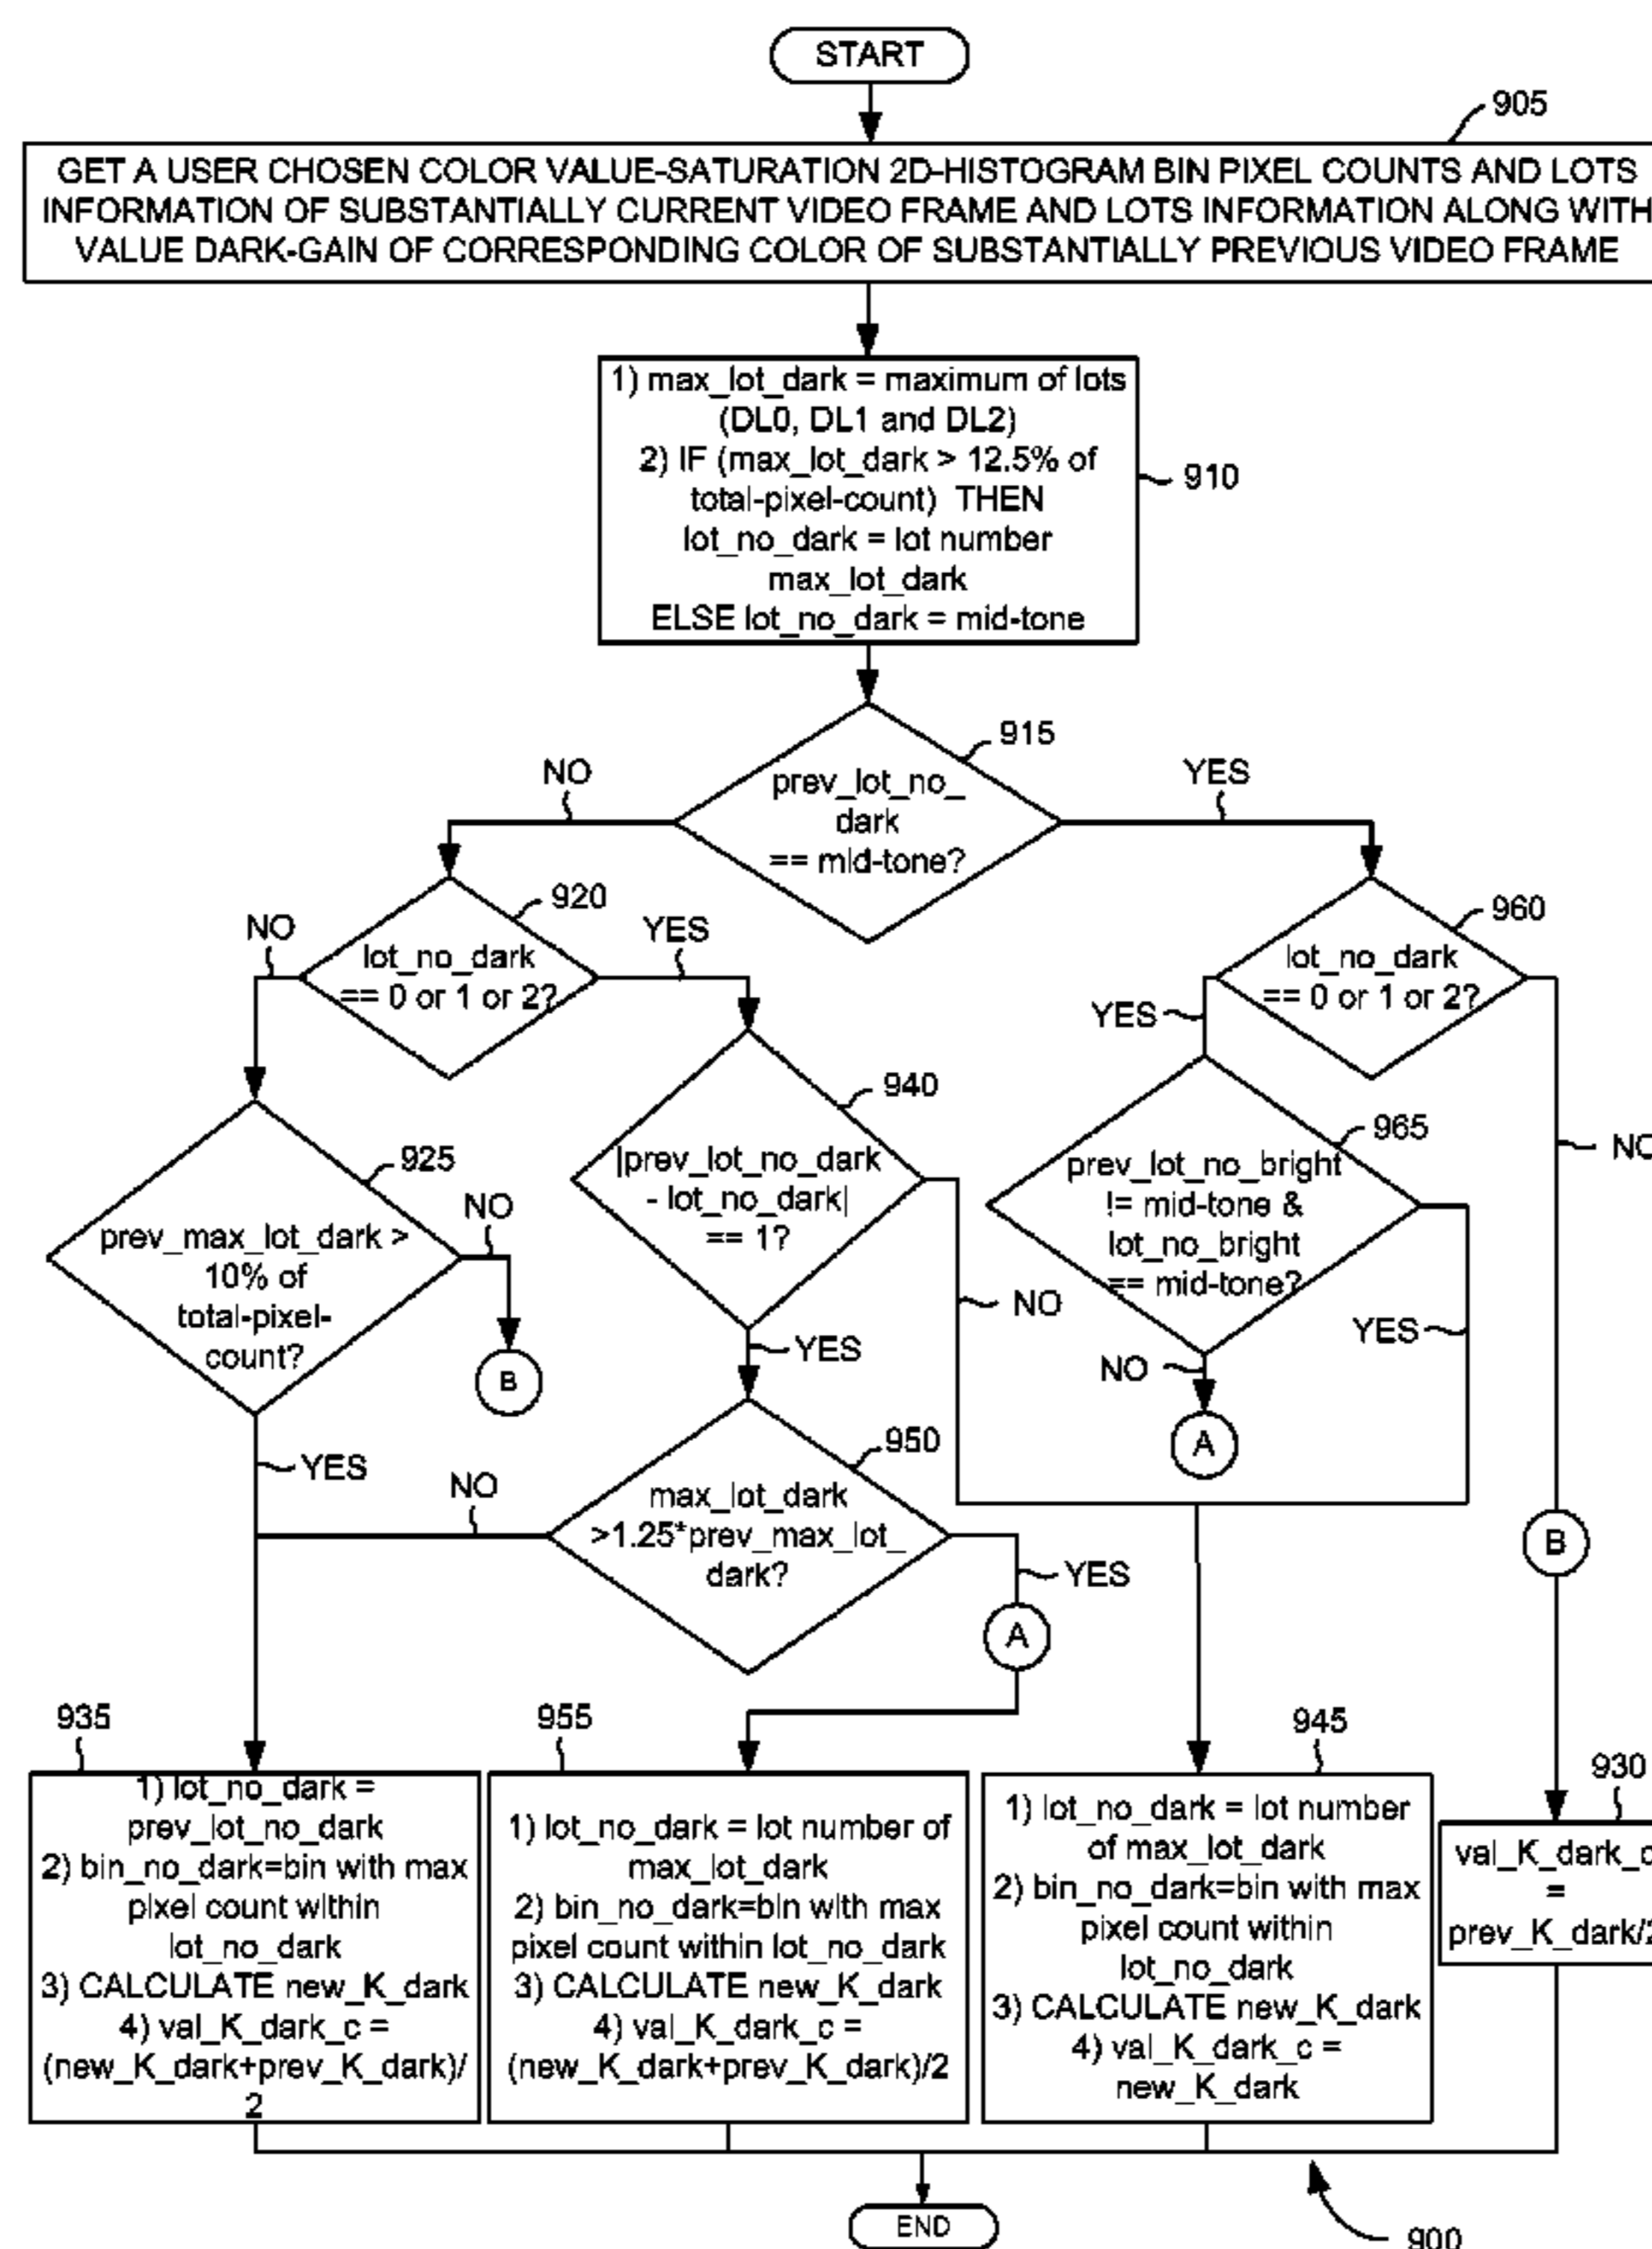 START
905
GET A USER CHOSEN COLOR VALUE-SATURATION 2D-HISTOGRAM BIN PIXEL COUNTS AND LOTS
INFORMATION OF SUBSTANTIALLY CURRENT VIDEO FRAME AND LOTS INFORMATION ALONG WITH
VALUE DARK-GAIN OF CORRESPONDING COLOR OF SUBSTANTIALLY PREVIOUS VIDEO FRAME
1) max_lot_dark = maximum of lots
(DL0, DL1 and DL2)
2) IF (max_lot_dark > 12.5% of
total-pixel-count) THEN
lot_no_dark = lot number
max_lot_dark
ELSE lot_no_dark = mid-tone
910
915
prev_lot_no_
dark
== mid-tone?
NO
YES
920
lot_no_dark
== 0 or 1 or 2?
NO
YES
960
lot_no_dark
== 0 or 1 or 2?
YES
NO
925
prev_max_lot_dark >
10% of
total-pixel-
count?
NO
B
YES
940
|prev_lot_no_dark
- lot_no_dark|
== 1?
NO
YES
965
prev_lot_no_bright
!= mid-tone &
lot_no_bright
== mid-tone?
YES
NO
A
950
max_lot_dark
>1.25*prev_max_lot_
dark?
NO
YES
A
B
935
1) lot_no_dark =
prev_lot_no_dark
2) bin_no_dark=bin with max
pixel count within
lot_no_dark
3) CALCULATE new_K_dark
4) val_K_dark_c =
(new_K_dark+prev_K_dark)/
2
955
1) lot_no_dark = lot number of
max_lot_dark
2) bin_no_dark=bin with max
pixel count within lot_no_dark
3) CALCULATE new_K_dark
4) val_K_dark_c =
(new_K_dark+prev_K_dark)/2
945
1) lot_no_dark = lot number
of max_lot_dark
2) bin_no_dark=bin with max
pixel count within
lot_no_dark
3) CALCULATE new_K_dark
4) val_K_dark_c =
new_K_dark
930
val_K_dark_c
=
prev_K_dark/2
END
900